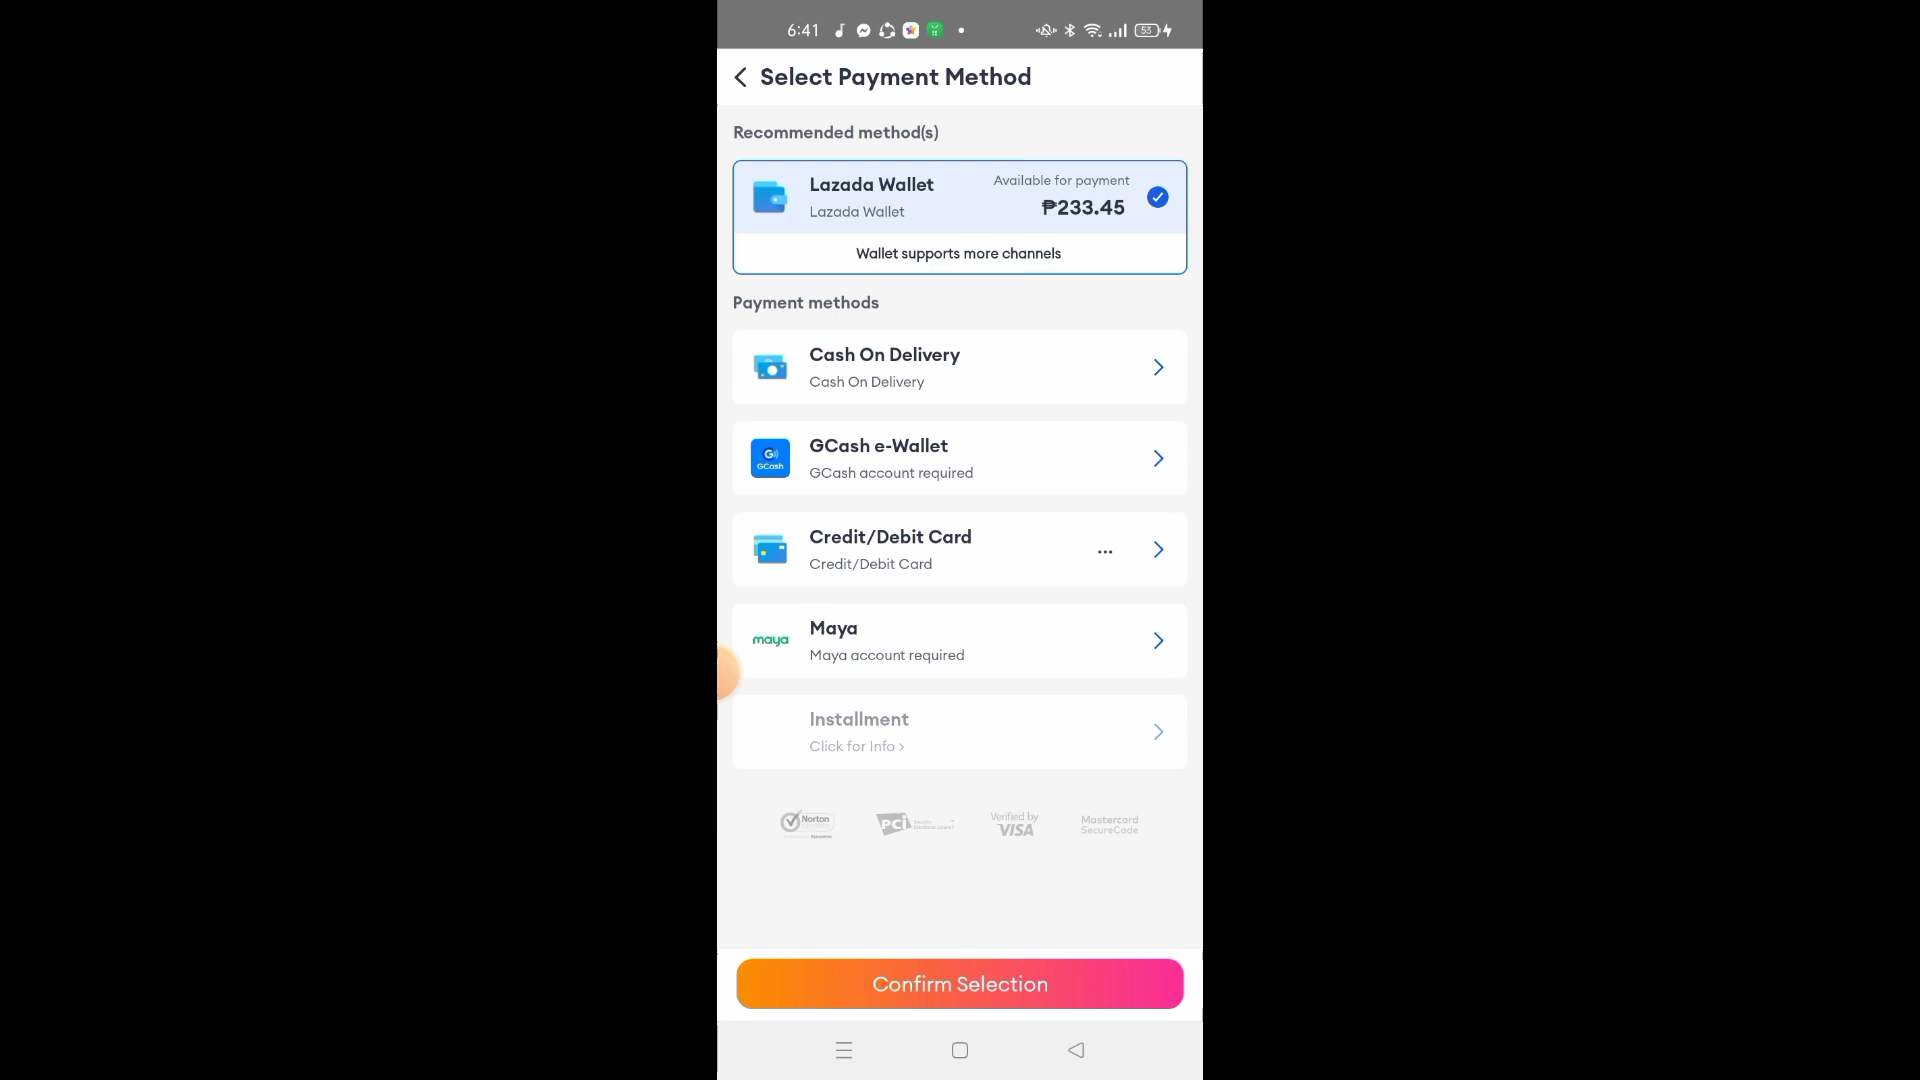 6:41
53
Select Payment Method
Recommended method(s)
Lazada Wallet
Available for payment
Lazada Wallet
₱233.45
Wallet supports more channels
Payment methods
Cash On Delivery
Cash On Delivery
GCash e-Wallet
GCash
GCash account required
Credit/Debit Card
...
Credit/Debit Card
Maya
maya
Maya account required
Installment
Click for Info >
Norton
PCI
Verified by
VISA
Mastercard
SecureCode
Confirm Selection